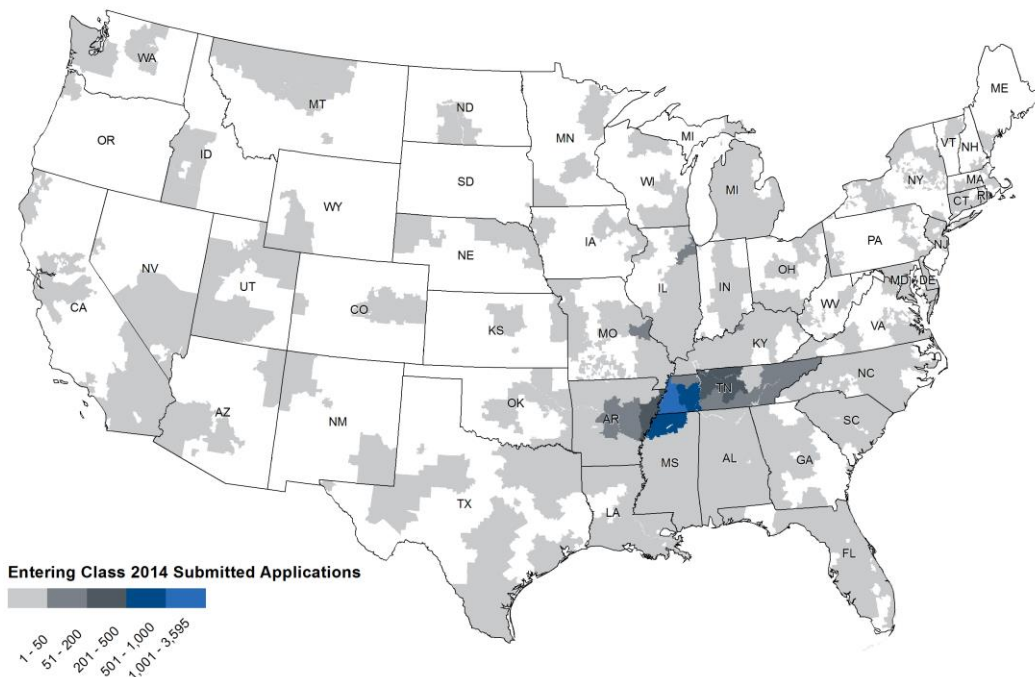 WA
MT
ND
MN
ME
OR
ID
WY
SD
WI
MI
MI
NY
VT
NH
MA
CT
RI
NV
UT
CO
NE
IA
IL
IN
OH
PA
NJ
MD
DE
CA
KS
MO
KY
WV
VA
AZ
NM
OK
AR
TN
NC
SC
TX
LA
MS
AL
GA
FL
Entering Class 2014 Submitted Applications
1 - 50
51 - 200
201 - 500
501 - 1,000
1,001 - 3,595